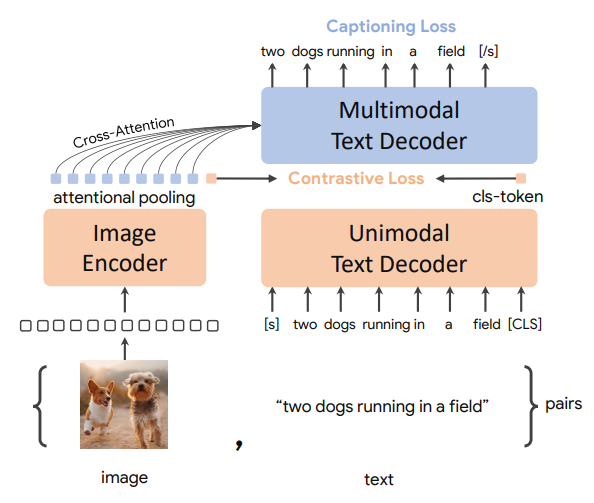 Captioning Loss
two dogs running in a field [/s]
Multimodal
Text Decoder
Cross-Attention
attentional pooling
Contrastive Loss
cls-token
Image
Encoder
Unimodal
Text Decoder
[s] two dogs running in a field [CLS]
“two dogs running in a field”
,
pairs
image
text